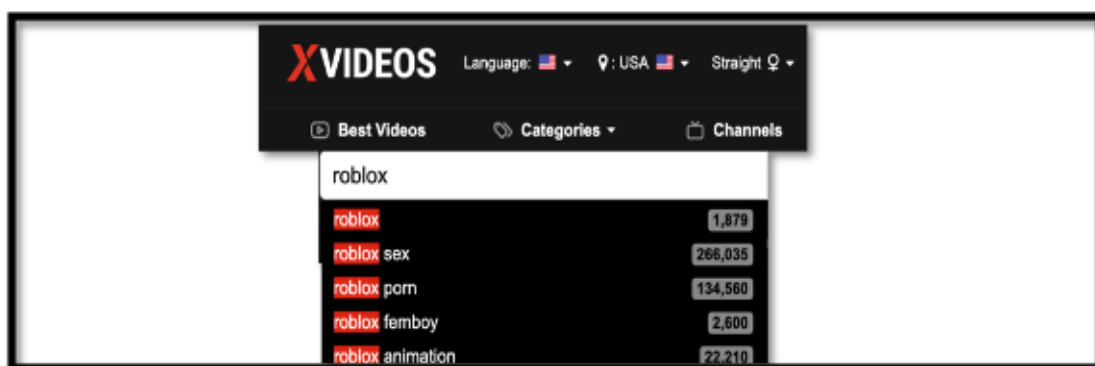 XVIDEOS Language: : USA Straight
Best Videos Categories Channels
roblox
roblox 1,879
roblox sex 266,035
roblox porn 134,560
roblox femboy 2,600
roblox animation 22,210